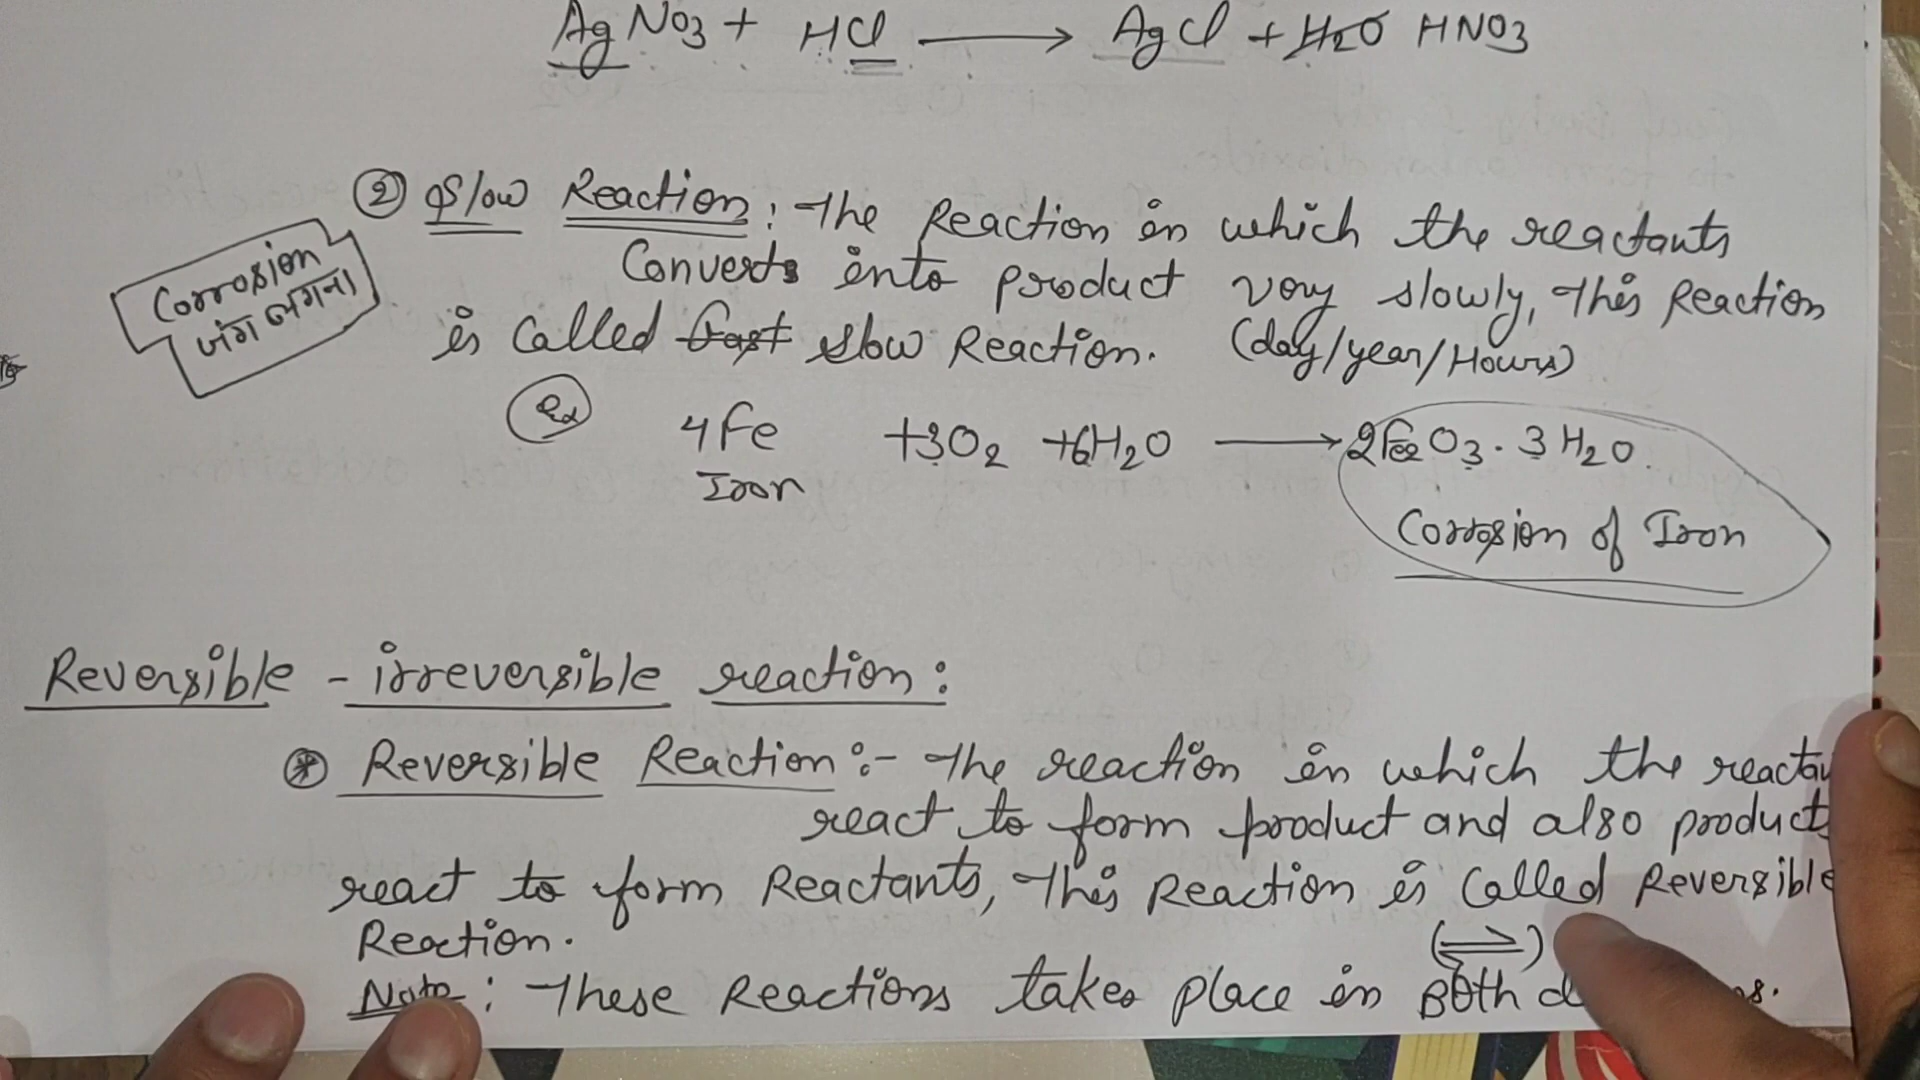 AgNO3 + HCl ⟶ AgCl + H2O HNO3
② Slow Reaction: The Reaction in which the reactants
Converts into product very slowly, this Reaction
is Called fast slow Reaction. (day/year/Hours)
Corrosion
जंग लगना
Ex
4Fe +3O2 +6H2O ⟶ 2Fe2O3.3H2O.
Iron
Corrosion of Iron
Reversible - irreversible reaction:
* Reversible Reaction:- The reaction in which the
react to form product and also product
react to form Reactants, this Reaction is Called Reversible
Reaction. (⇌)
Note: These Reactions takes place in Both